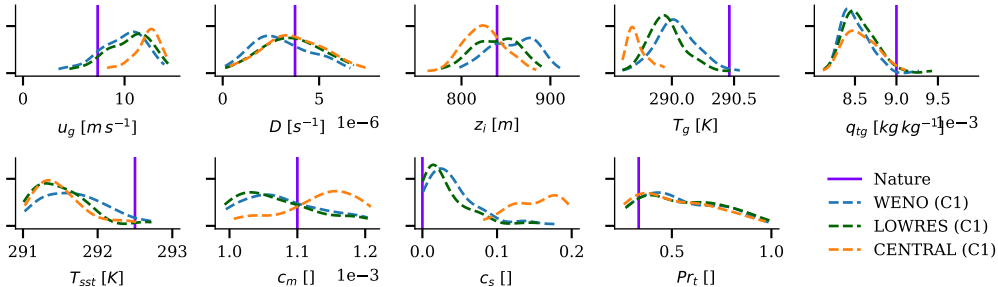 0 10
u_g [m s⁻¹]
0 5
D [s⁻¹] 1e−6
800 900
z_i [m]
290.0 290.5
T_g [K]
8.5 9.0 9.5
q_tg [kg kg⁻¹] 1e−3
291 292 293
T_sst [K]
1.0 1.1 1.2
c_m [] 1e−3
0.0 0.1 0.2
c_s []
0.5 1.0
Pr_t []
Nature
WENO (C1)
LOWRES (C1)
CENTRAL (C1)